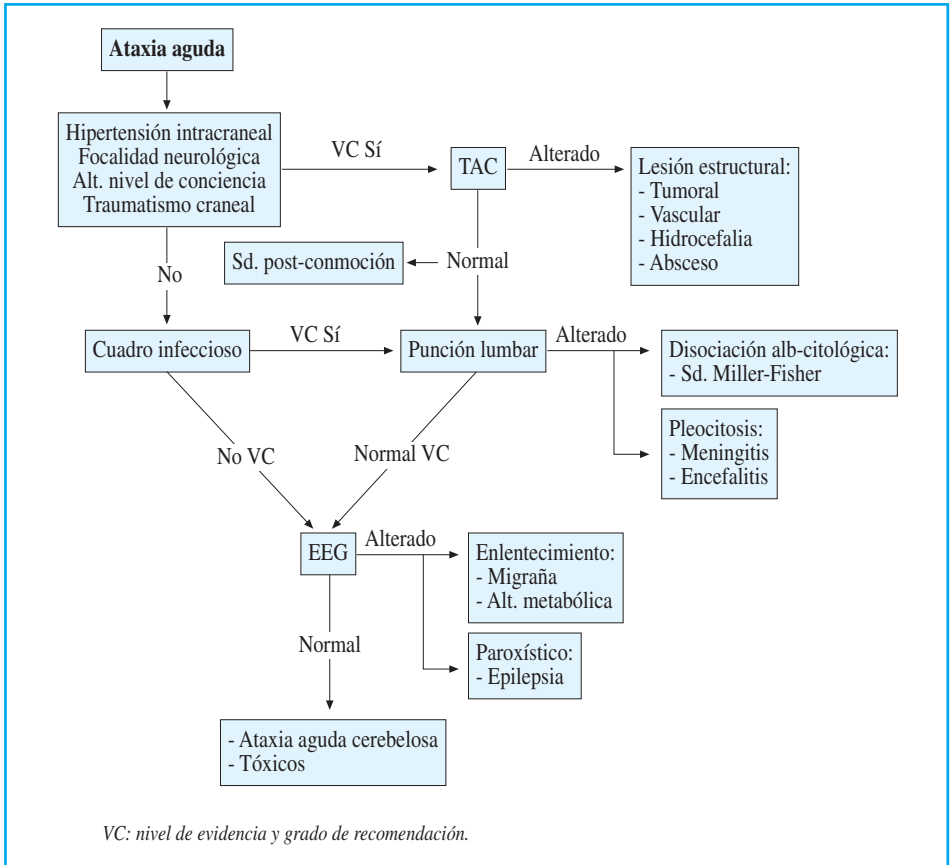 Ataxia aguda
Hipertensión intracraneal
Focalidad neurológica
Alt. nivel de conciencia
Traumatismo craneal
VC Sí
TAC
Alterado
Lesión estructural:
- Tumoral
- Vascular
- Hidrocefalia
- Absceso
Sd. post-conmoción
Normal
No
Cuadro infeccioso
VC Sí
Punción lumbar
Alterado
Disociación alb-citológica:
- Sd. Miller-Fisher
Pleocitosis:
- Meningitis
- Encefalitis
No VC
Normal VC
EEG
Alterado
Enlentecimiento:
- Migraña
- Alt. metabólica
Normal
Paroxístico:
- Epilepsia
- Ataxia aguda cerebelosa
- Tóxicos
VC: nivel de evidencia y grado de recomendación.